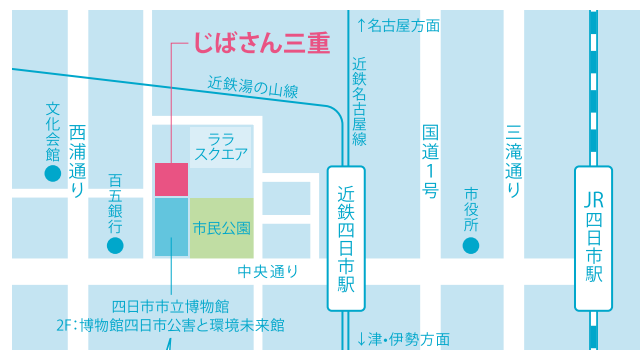 ↑名古屋方面
じばさん三重
近鉄湯の山線
近鉄名古屋線
文化会館
西浦通り
ララ
スクエア
国道1号
三滝通り
百五銀行
市民公園
近鉄四日市駅
市役所
JR四日市駅
中央通り
四日市市立博物館
2F:博物館四日市公害と環境未来館
↓津・伊勢方面